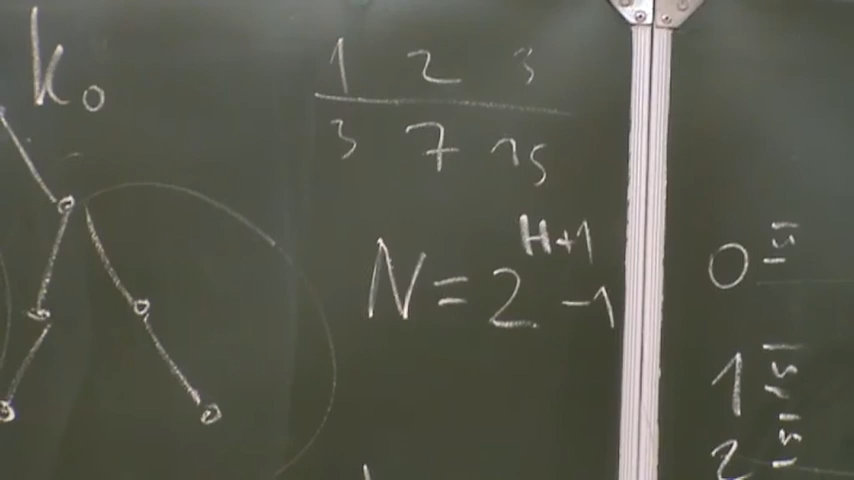 k₀
1 2 3
3 7 15
N = 2^{H+1} - 1
0
1
2